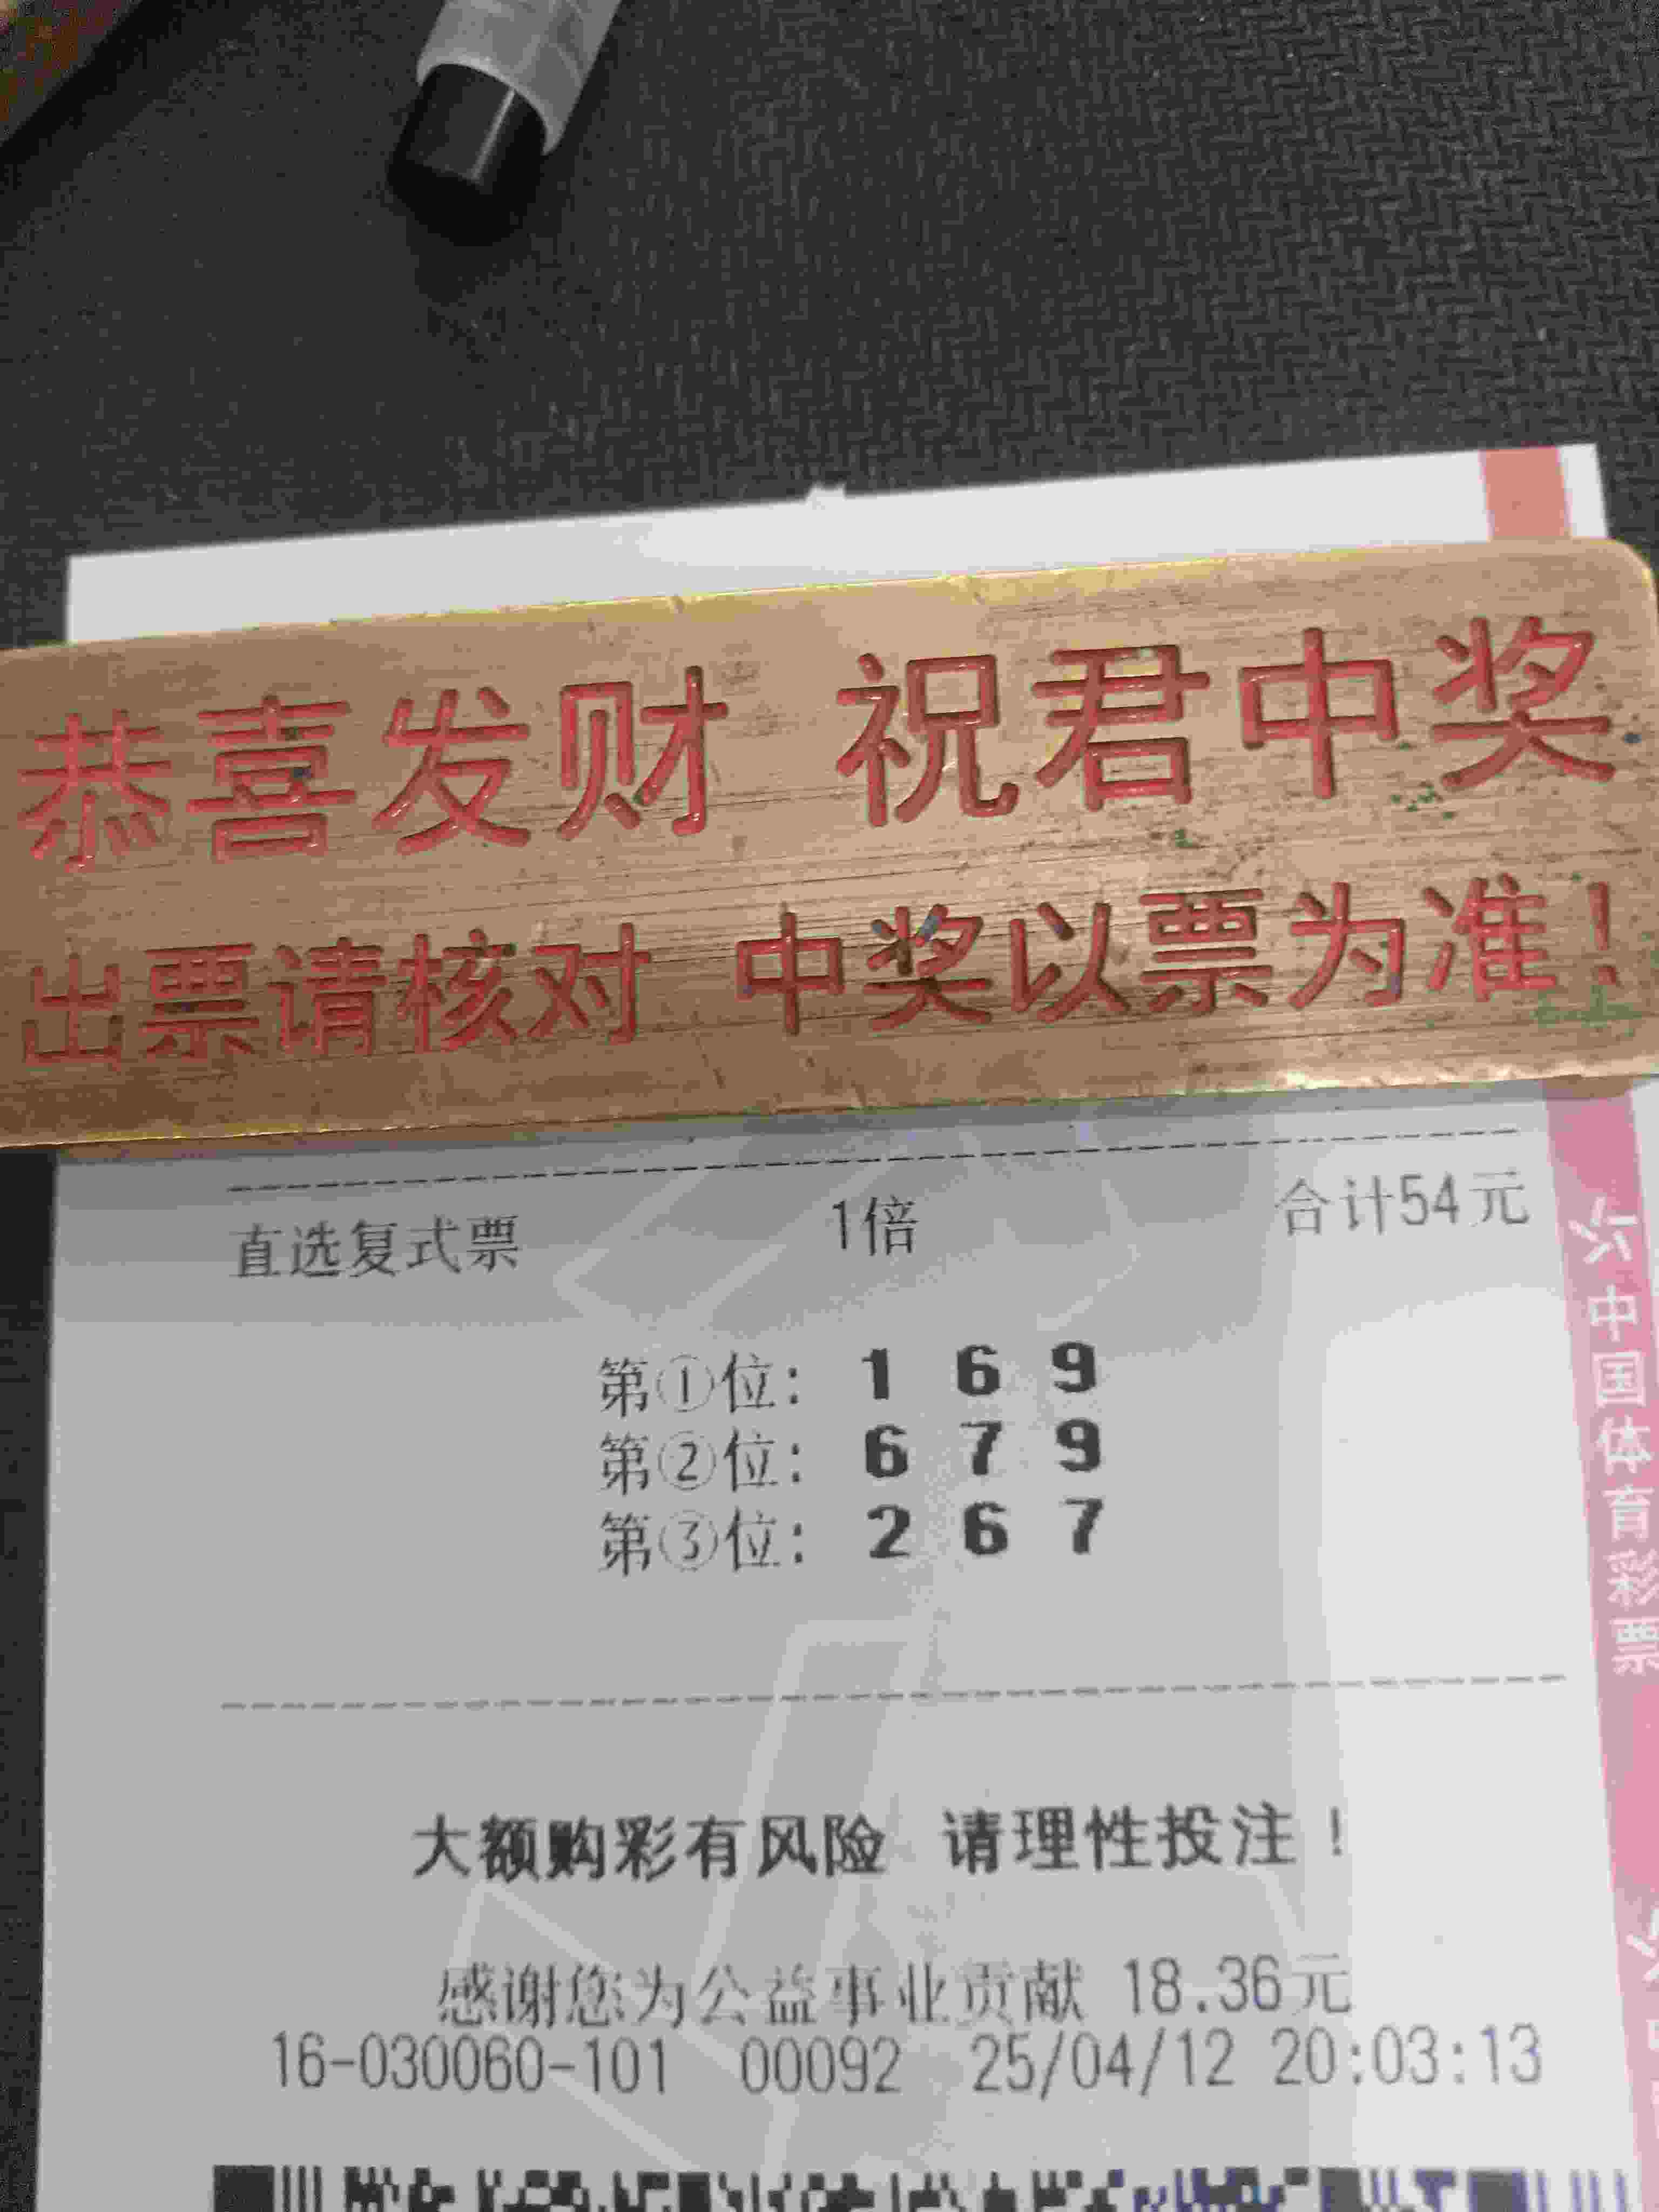 恭喜发财 祝君中奖
出票请核对 中奖以票为准！
直选复式票 1倍 合计54元
第①位: 1 6 9
第②位: 6 7 9
第③位: 2 6 7
大额购彩有风险 请理性投注！
感谢您为公益事业贡献 18.36元
16-030060-101 00092 25/04/12 20:03:13
中国体育彩票